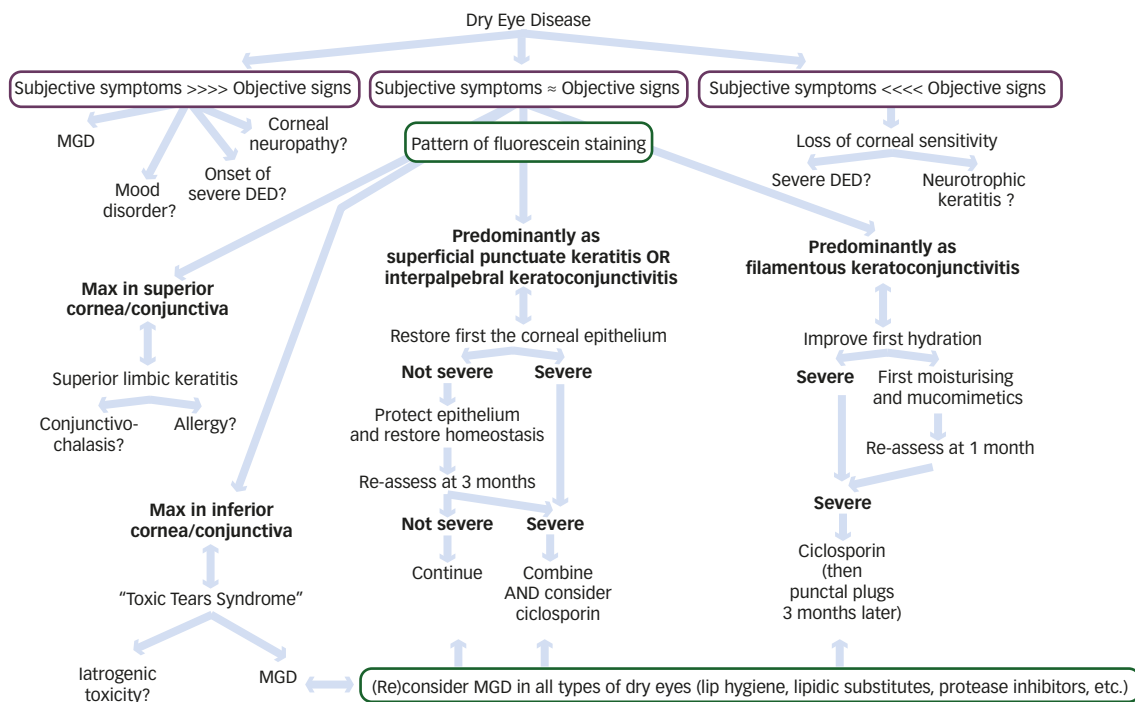 Dry Eye Disease
Subjective symptoms >>>> Objective signs
Subjective symptoms ≈ Objective signs
Subjective symptoms <<<< Objective signs
MGD
Mood
disorder?
Onset of
severe DED?
Corneal
neuropathy?
Pattern of fluorescein staining
Loss of corneal sensitivity
Severe DED?
Neurotrophic
keratitis ?
Max in superior
cornea/conjunctiva
Superior limbic keratitis
Conjunctivo-
chalasis?
Allergy?
Max in inferior
cornea/conjunctiva
"Toxic Tears Syndrome"
Iatrogenic
toxicity?
MGD
Predominantly as
superficial punctuate keratitis OR
interpalpebral keratoconjunctivitis
Restore first the corneal epithelium
Not severe
Severe
Protect epithelium
and restore homeostasis
Re-assess at 3 months
Not severe
Severe
Continue
Combine
AND consider
ciclosporin
Predominantly as
filamentous keratoconjunctivitis
Improve first hydration
Severe
First moisturising
and mucomimetics
Re-assess at 1 month
Severe
Ciclosporin
(then
punctal plugs
3 months later)
(Re)consider MGD in all types of dry eyes (lip hygiene, lipidic substitutes, protease inhibitors, etc.)